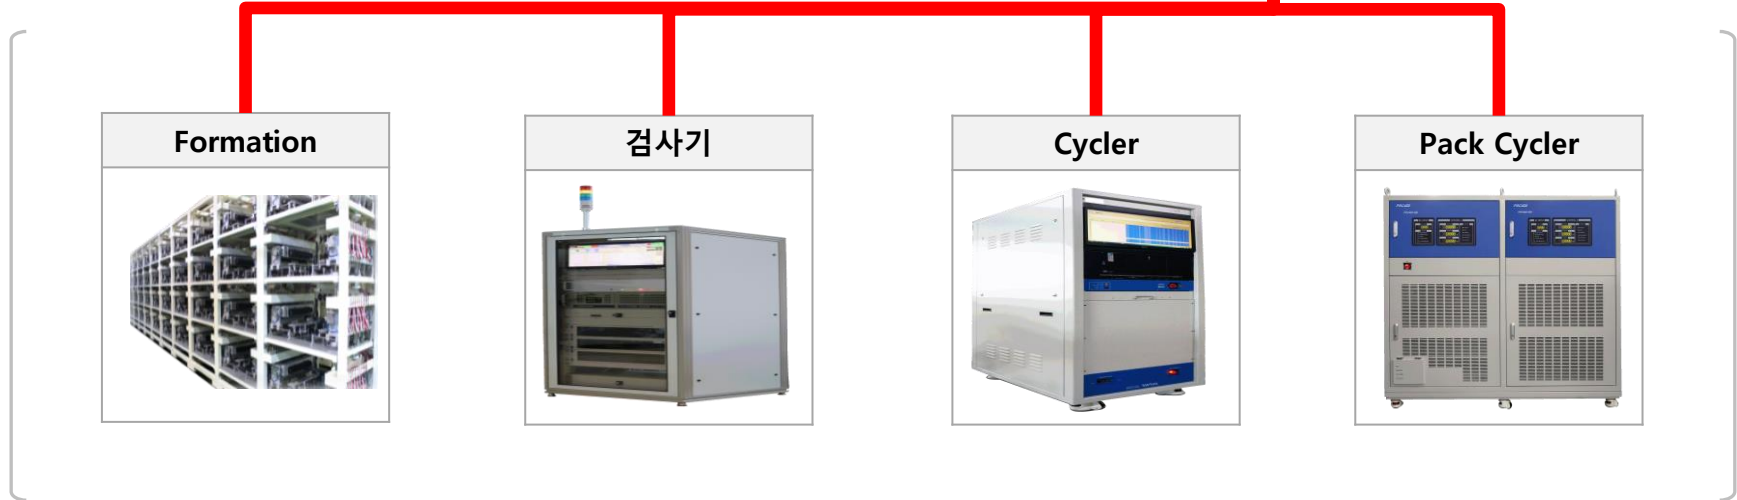 Formation
검사기
Cycler
Pack Cycler